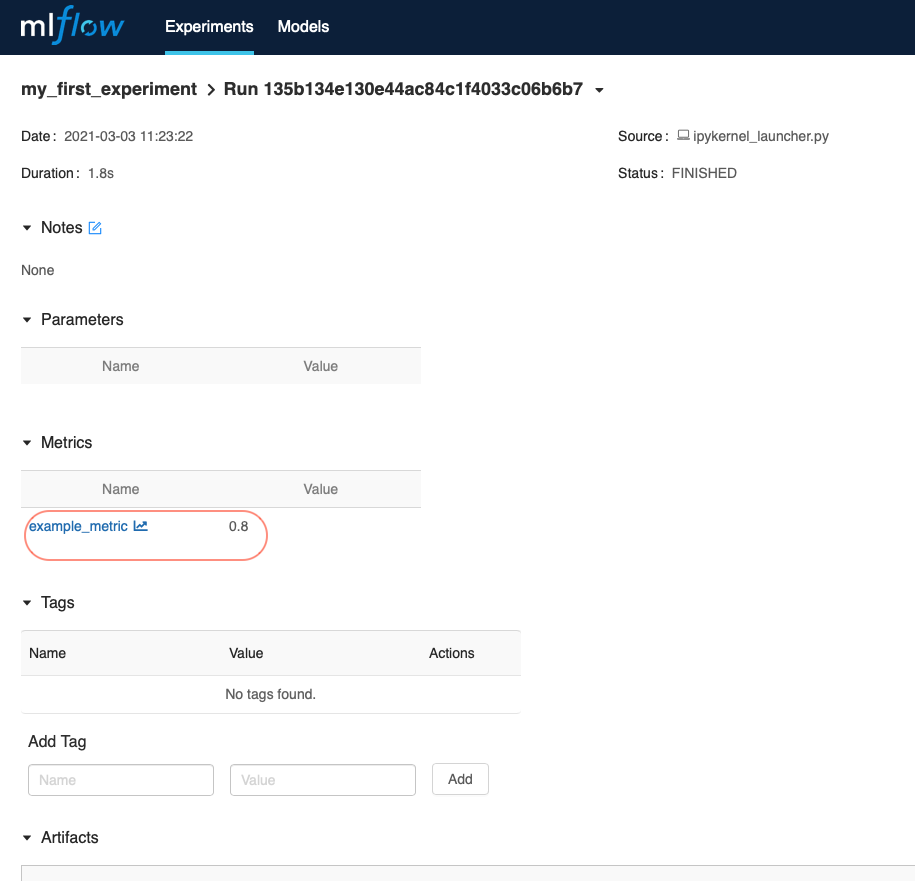 mlflow Experiments Models
my_first_experiment > Run 135b134e130e44ac84c1f4033c06b6b7
Date : 2021-03-03 11:23:22 Source : ipykernel_launcher.py
Duration : 1.8s Status : FINISHED
Notes
None
Parameters
Name Value
Metrics
Name Value
example_metric 0.8
Tags
Name Value Actions
No tags found.
Add Tag
Name Value Add
Artifacts